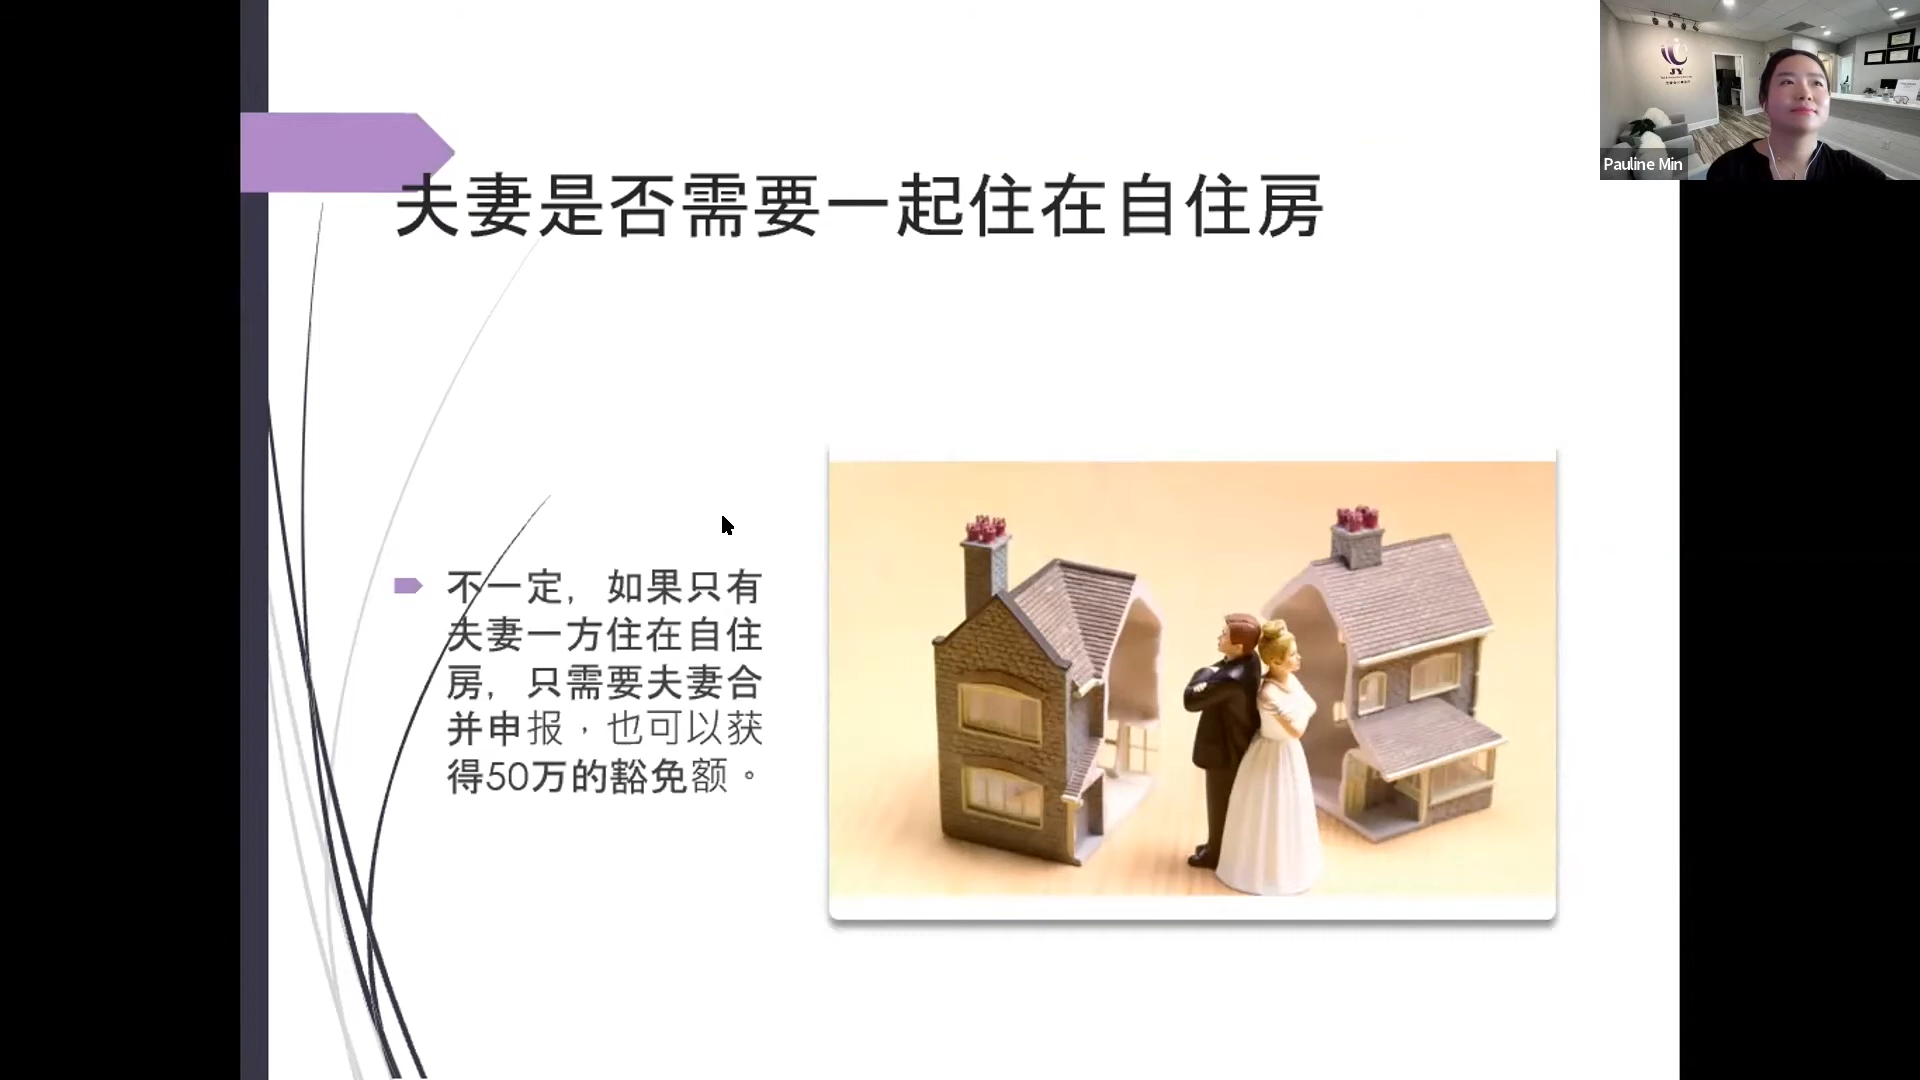 夫妻是否需要一起住在自住房
不一定，如果只有
夫妻一方住在自住
房，只需要夫妻合
并申报，也可以获
得50万的豁免额。
JY
Pauline Min